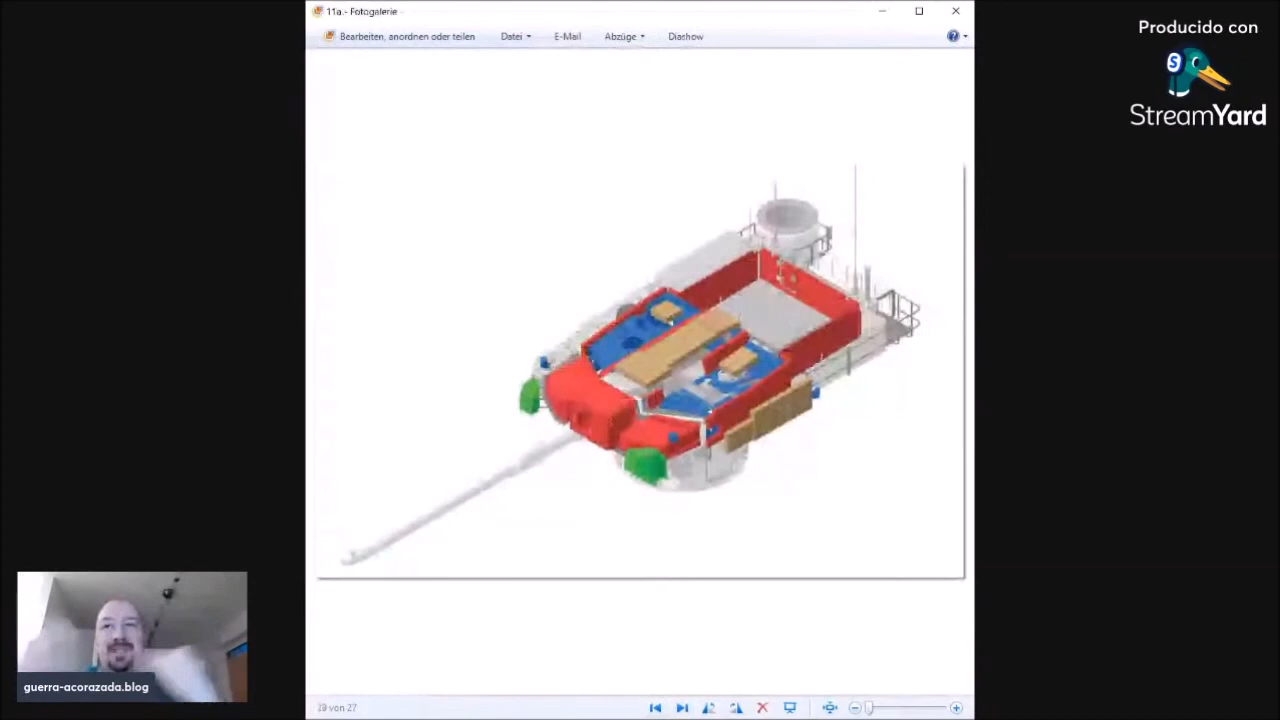 11a.- Fotogalerie
Bearbeiten, anordnen oder teilen Datei E-Mail Abzüge Diashow
Producido con
S
StreamYard
guerra-acorazada.blog
von 27